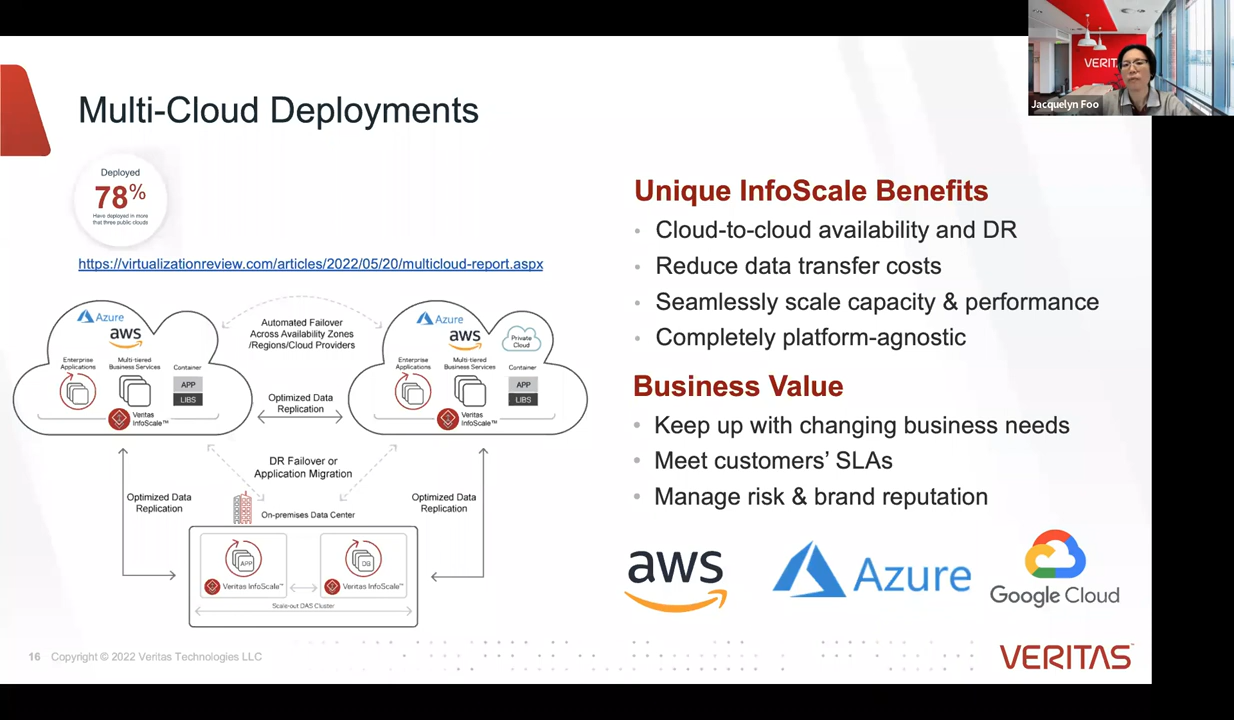 VERITAS
Jacquelyn Foo
Multi-Cloud Deployments
Deployed
78%
Have deployed in more
that three public clouds
https://virtualizationreview.com/articles/2022/05/20/multicloud-report.aspx
Azure
aws
Enterprise
Applications
Multi-tiered
Business Services
Container
APP
LIBS
Veritas
InfoScale™
Automated Failover
Across Availability Zones
/Regions/Cloud Providers
Optimized Data
Replication
Azure
aws
Private
Cloud
Enterprise
Applications
Multi-tiered
Business Services
Container
APP
LIBS
Veritas
InfoScale™
DR Failover or
Application Migration
Optimized Data
Replication
Optimized Data
Replication
On-premises Data Center
APP
Veritas InfoScale™
DB
Veritas InfoScale™
Scale-out DAS Cluster
Unique InfoScale Benefits
• Cloud-to-cloud availability and DR
• Reduce data transfer costs
• Seamlessly scale capacity & performance
• Completely platform-agnostic
Business Value
• Keep up with changing business needs
• Meet customers’ SLAs
• Manage risk & brand reputation
aws
Azure
Google Cloud
16 Copyright © 2022 Veritas Technologies LLC
VERITAS